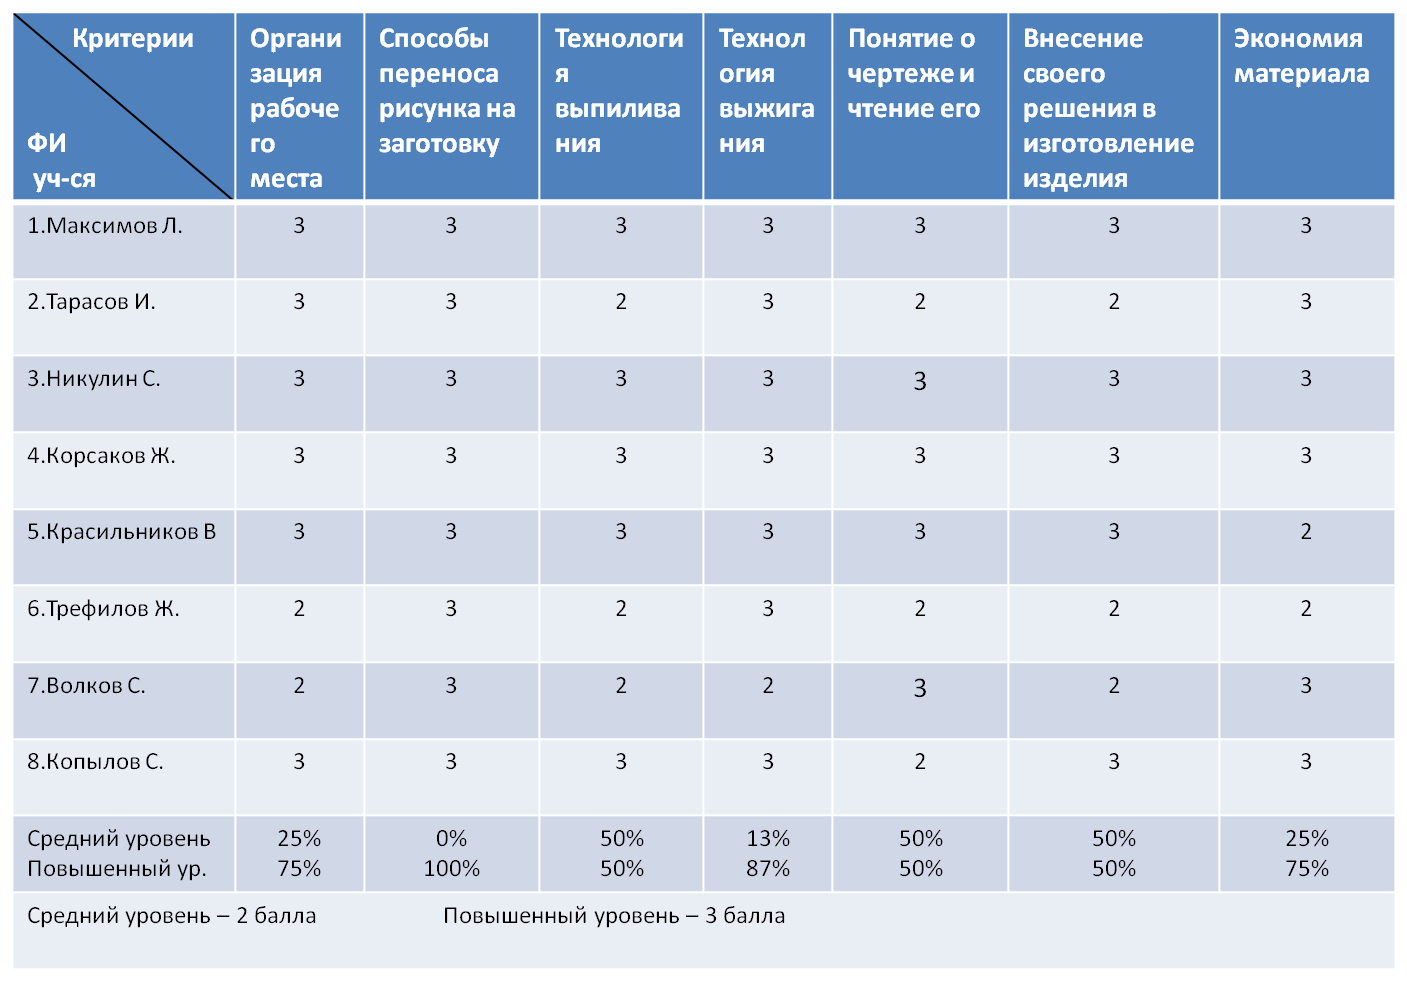 Критерии
ФИ
уч-ся
Органи
зация
рабоче
го
места
Способы
переноса
рисунка на
заготовку
Технологи
я
выпилива
ния
Технол
огия
выжига
ния
Понятие о
чертеже и
чтение его
Внесение
своего
решения в
изготовление
изделия
Экономия
материала
1.Максимов Л. 3 3 3 3 3 3 3
2.Тарасов И. 3 3 2 3 2 2 3
3.Никулин С. 3 3 3 3 3 3 3
4.Корсаков Ж. 3 3 3 3 3 3 3
5.Красильников В 3 3 3 3 3 3 2
6.Трефилов Ж. 2 3 2 3 2 2 2
7.Волков С. 2 3 2 2 3 2 3
8.Копылов С. 3 3 3 3 2 3 3
Средний уровень 25% 0% 50% 13% 50% 50% 25%
Повышенный ур. 75% 100% 50% 87% 50% 50% 75%
Средний уровень – 2 балла Повышенный уровень – 3 балла